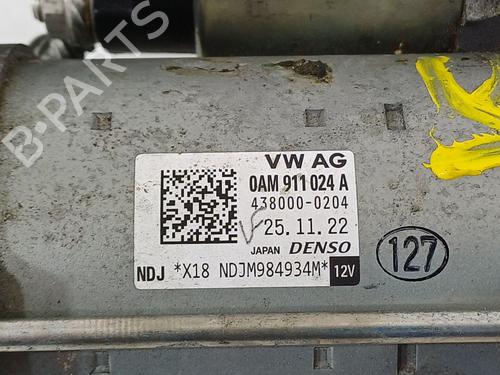 VW AG
0AM 911 024 A
438000-0204
25.11.22
JAPAN DENSO
NDJ *X18 NDJM984934M* 12V
127
B-PARTS